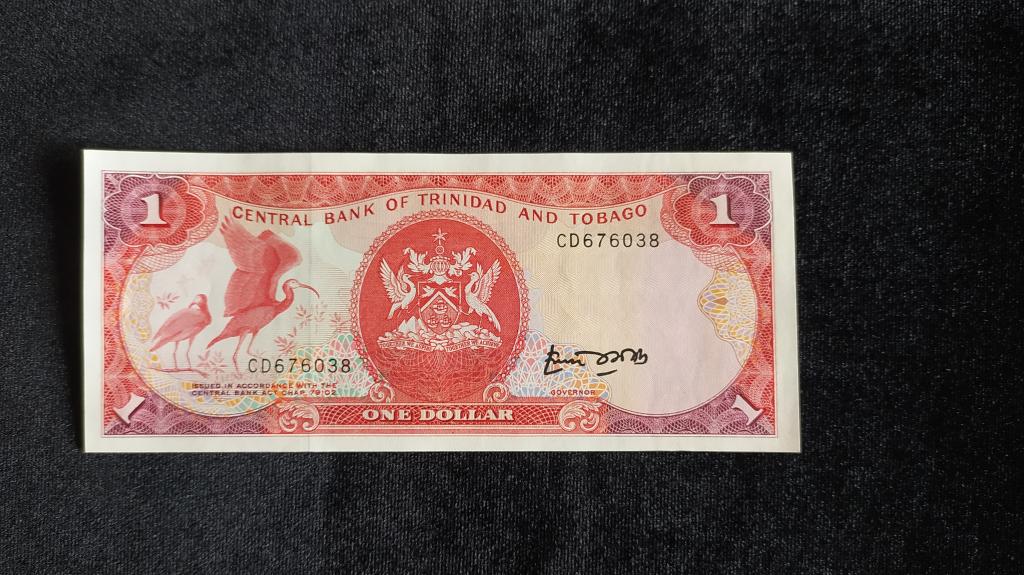 1
1
CENTRAL BANK OF TRINIDAD AND TOBAGO
CD676038
CD676038
ISSUED IN ACCORDANCE WITH THE
CENTRAL BANK ACT CHAP. 79:02
GOVERNOR
1
ONE DOLLAR
1